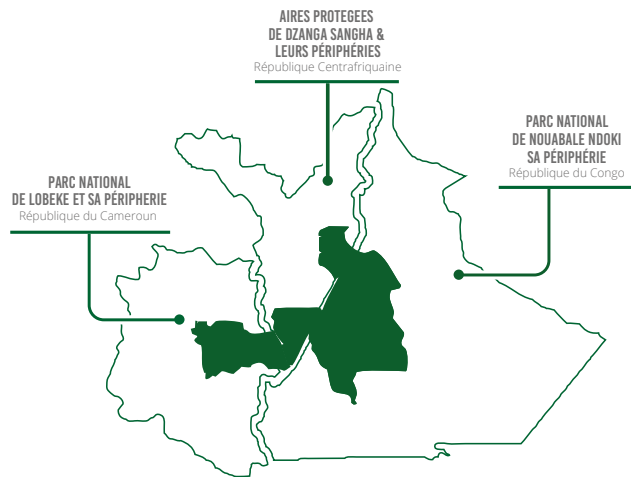 AIRES PROTEGEES
DE DZANGA SANGHA &
LEURS PÉRIPHÉRIES
République Centrafriquaine
PARC NATIONAL
DE NOUABALE NDOKI
SA PÉRIPHÉRIE
République du Congo
PARC NATIONAL
DE LOBEKE ET SA PÉRIPHERIE
République du Cameroun